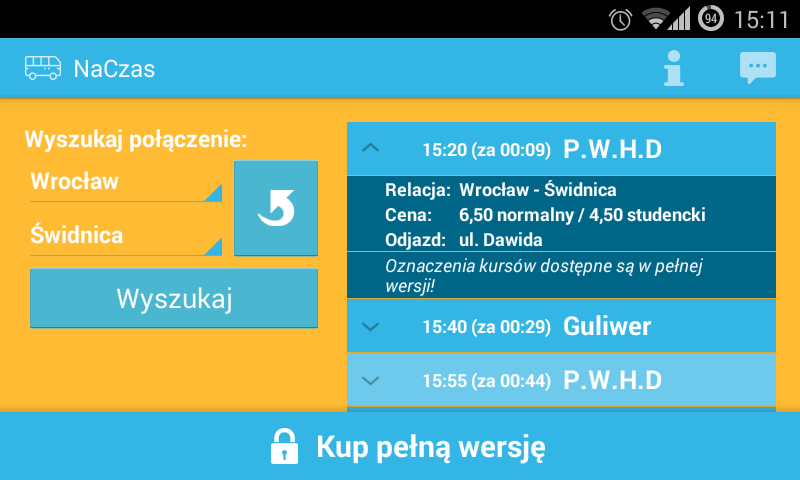 94 15:11
NaCzas
Wyszukaj połączenie:
Wrocław
Świdnica
Wyszukaj
15:20 (za 00:09) P.W.H.D
Relacja: Wrocław - Świdnica
Cena: 6,50 normalny / 4,50 studencki
Odjazd: ul. Dawida
Oznaczenia kursów dostępne są w pełnej
wersji!
15:40 (za 00:29) Guliwer
15:55 (za 00:44) P.W.H.D
Kup pełną wersję